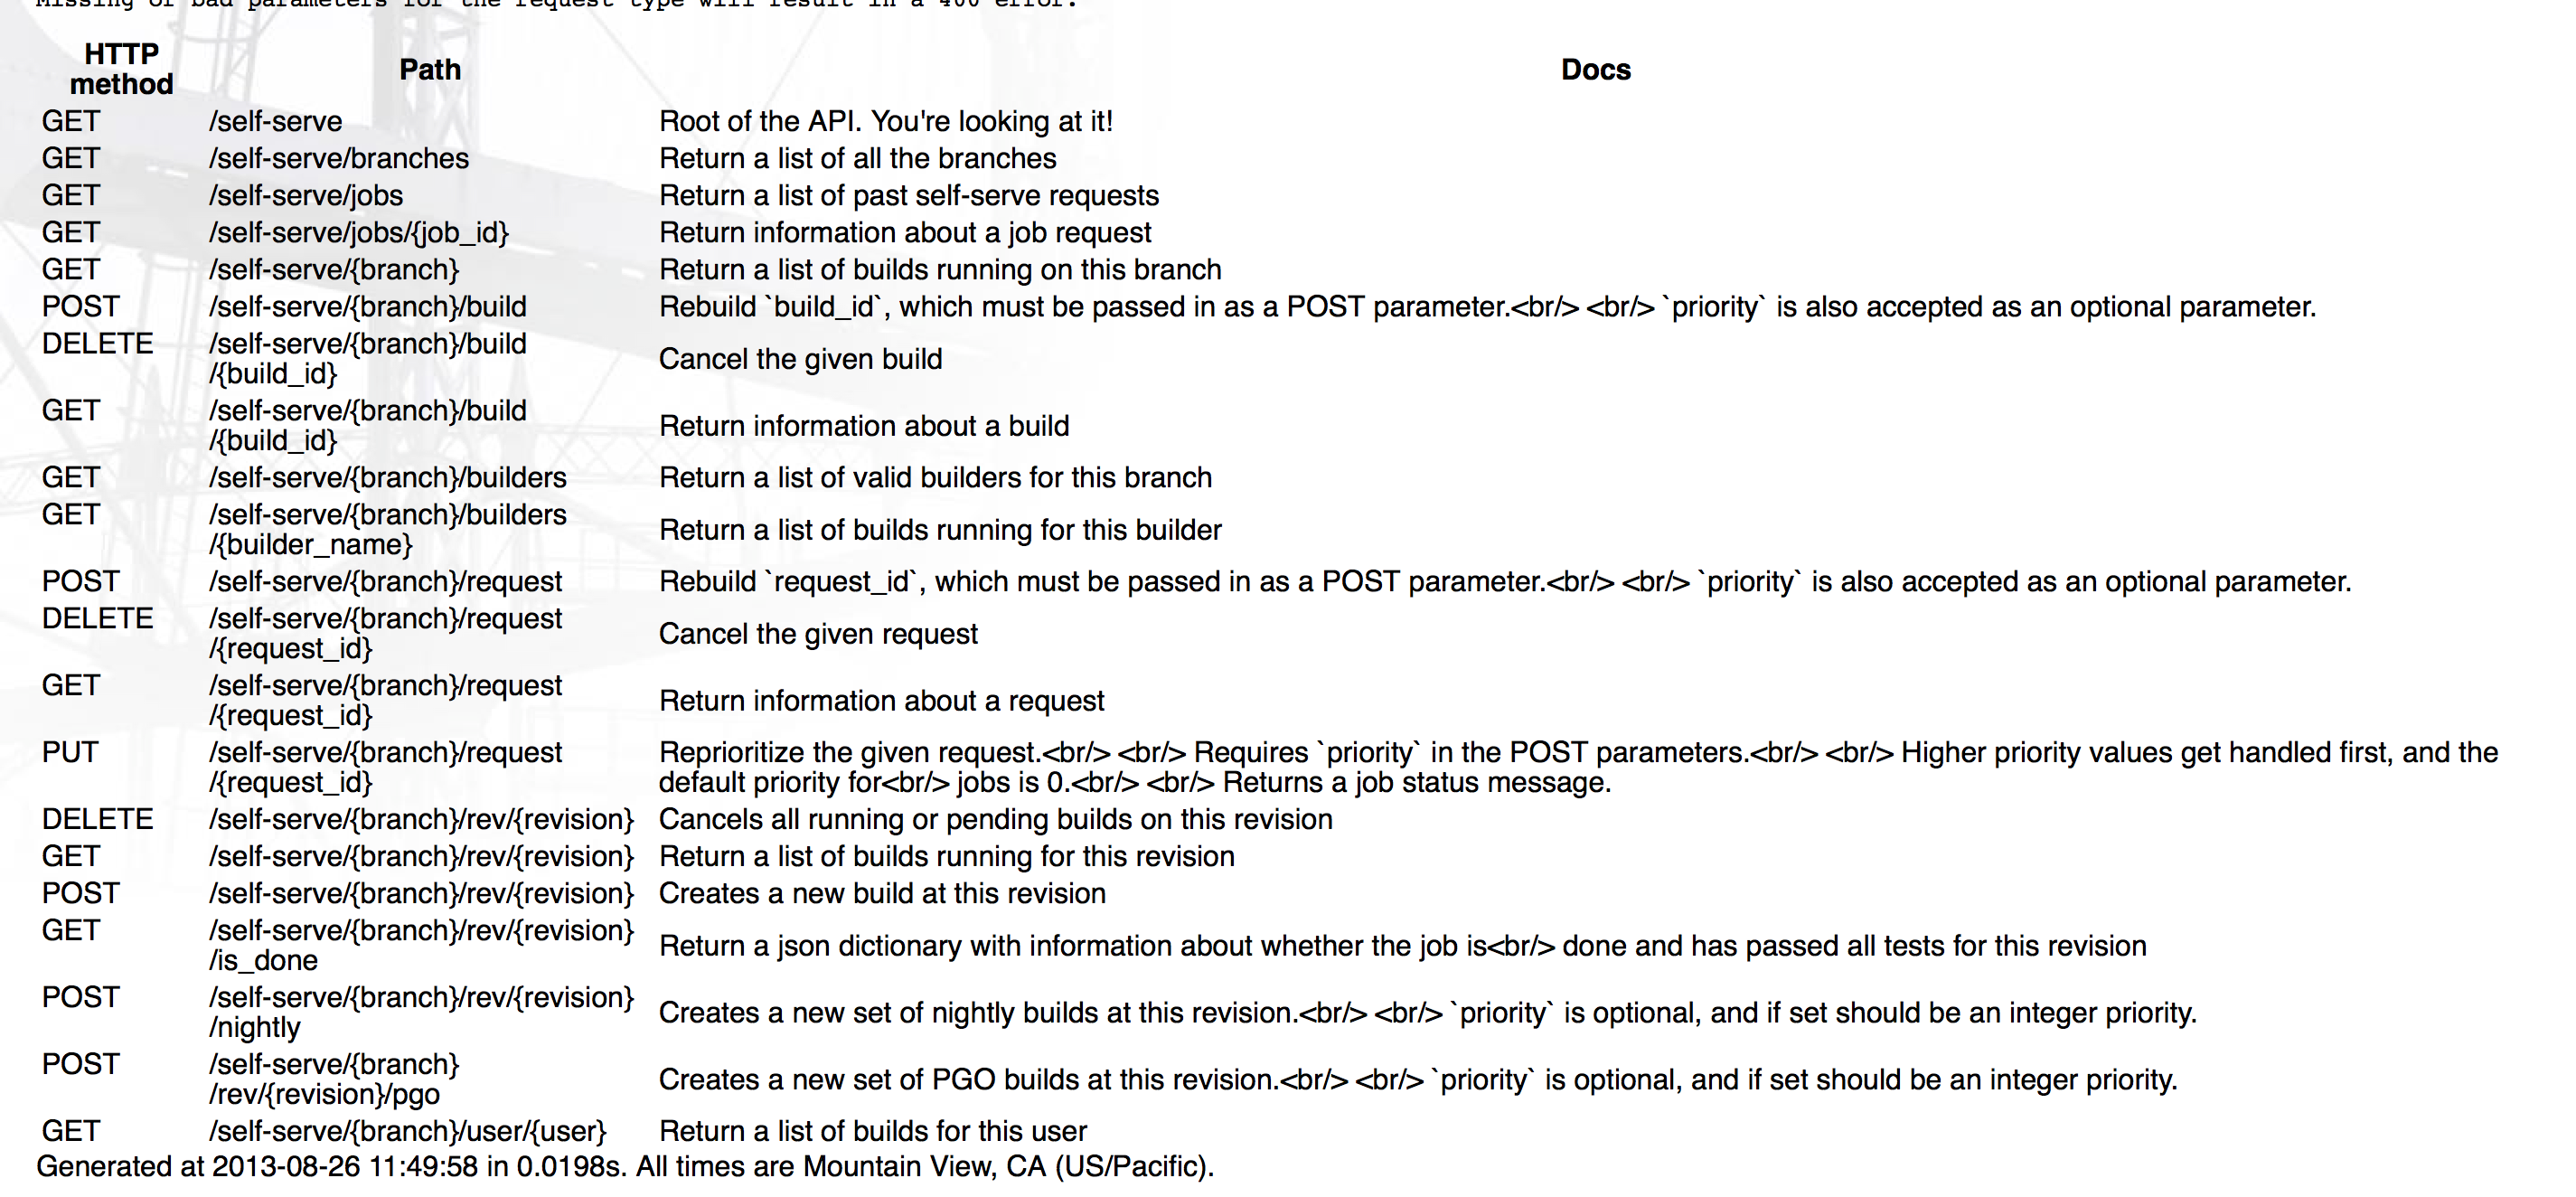 Missing or bad parameters for the request type will result in a 400 error.
HTTP method Path Docs
GET /self-serve Root of the API. You're looking at it!
GET /self-serve/branches Return a list of all the branches
GET /self-serve/jobs Return a list of past self-serve requests
GET /self-serve/jobs/{job_id} Return information about a job request
GET /self-serve/{branch} Return a list of builds running on this branch
POST /self-serve/{branch}/build Rebuild `build_id`, which must be passed in as a POST parameter.<br/> <br/> `priority` is also accepted as an optional parameter.
DELETE /self-serve/{branch}/build
/{build_id} Cancel the given build
GET /self-serve/{branch}/build
/{build_id} Return information about a build
GET /self-serve/{branch}/builders Return a list of valid builders for this branch
GET /self-serve/{branch}/builders
/{builder_name} Return a list of builds running for this builder
POST /self-serve/{branch}/request Rebuild `request_id`, which must be passed in as a POST parameter.<br/> <br/> `priority` is also accepted as an optional parameter.
DELETE /self-serve/{branch}/request
/{request_id} Cancel the given request
GET /self-serve/{branch}/request
/{request_id} Return information about a request
PUT /self-serve/{branch}/request Reprioritize the given request.<br/> <br/> Requires `priority` in the POST parameters.<br/> <br/> Higher priority values get handled first, and the
/{request_id} default priority for<br/> jobs is 0.<br/> <br/> Returns a job status message.
DELETE /self-serve/{branch}/rev/{revision} Cancels all running or pending builds on this revision
GET /self-serve/{branch}/rev/{revision} Return a list of builds running for this revision
POST /self-serve/{branch}/rev/{revision} Creates a new build at this revision
GET /self-serve/{branch}/rev/{revision}
/is_done Return a json dictionary with information about whether the job is<br/> done and has passed all tests for this revision
POST /self-serve/{branch}/rev/{revision}
/nightly Creates a new set of nightly builds at this revision.<br/> <br/> `priority` is optional, and if set should be an integer priority.
POST /self-serve/{branch}
/rev/{revision}/pgo Creates a new set of PGO builds at this revision.<br/> <br/> `priority` is optional, and if set should be an integer priority.
GET /self-serve/{branch}/user/{user} Return a list of builds for this user
Generated at 2013-08-26 11:49:58 in 0.0198s. All times are Mountain View, CA (US/Pacific).